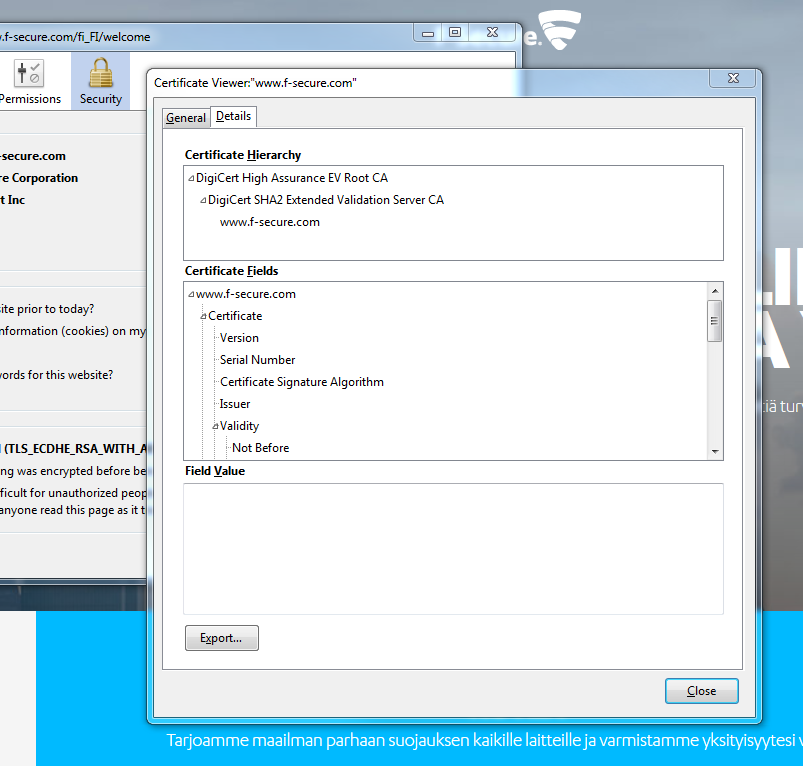 .f-secure.com/fi_FI/welcome
e.
Permissions
Security
-secure.com
re Corporation
t Inc
ite prior to today?
nformation (cookies) on my
words for this website?
(TLS_ECDHE_RSA_WITH_A
ng was encrypted before be
fficult for unauthorized peop
anyone read this page as it t
Certificate Viewer:"www.f-secure.com"
General
Details
Certificate Hierarchy
DigiCert High Assurance EV Root CA
DigiCert SHA2 Extended Validation Server CA
www.f-secure.com
Certificate Fields
www.f-secure.com
Certificate
Version
Serial Number
Certificate Signature Algorithm
Issuer
Validity
Not Before
Field Value
Export...
Close
Tarjoamme maailman parhaan suojauksen kaikille laitteille ja varmistamme yksityisyytesi v